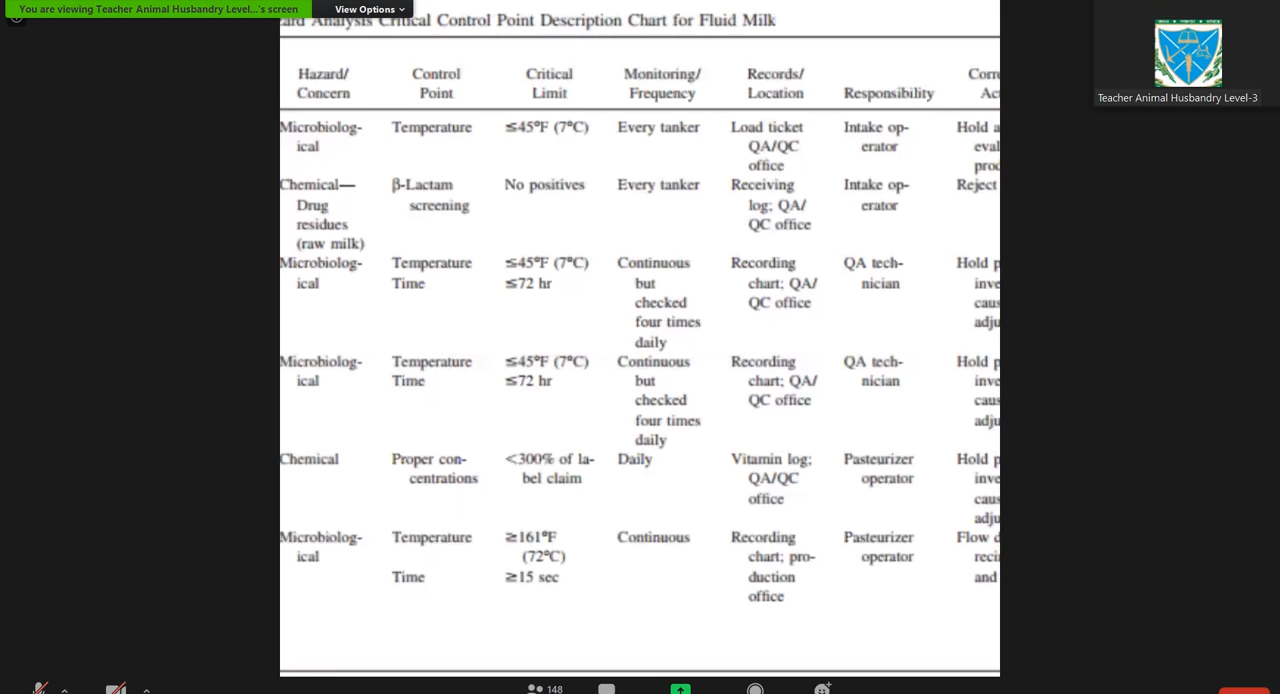 You are viewing Teacher Animal Husbandry Level...'s screen View Options
Analysis Critical Control Point Description Chart for Fluid Milk
Hazard/ Control Critical Monitoring/ Records/
Concern Point Limit Frequency Location Responsibility
Microbiolog- Temperature ≤45°F (7°C) Every tanker Load ticket Intake op- Hold
ical QA/QC erator
office
Chemical— β-Lactam No positives Every tanker Receiving Intake op- Reject
Drug screening log; QA/ erator
residues QC office
(raw milk)
Microbiolog- Temperature ≤45°F (7°C) Continuous Recording QA tech- Hold
ical Time ≤72 hr but chart; QA/ nician
checked QC office
four times
daily
Microbiolog- Temperature ≤45°F (7°C) Continuous Recording QA tech- Hold
ical Time ≤72 hr but chart; QA/ nician
checked QC office
four times
daily
Chemical Proper con- <300% of la- Daily Vitamin log; Pasteurizer Hold
centrations bel claim QA/QC operator
office
Microbiolog- Temperature ≥161°F Continuous Recording Pasteurizer Flow
ical (72°C) chart; pro- operator
Time ≥15 sec duction and
office
Teacher Animal Husbandry Level-3
148